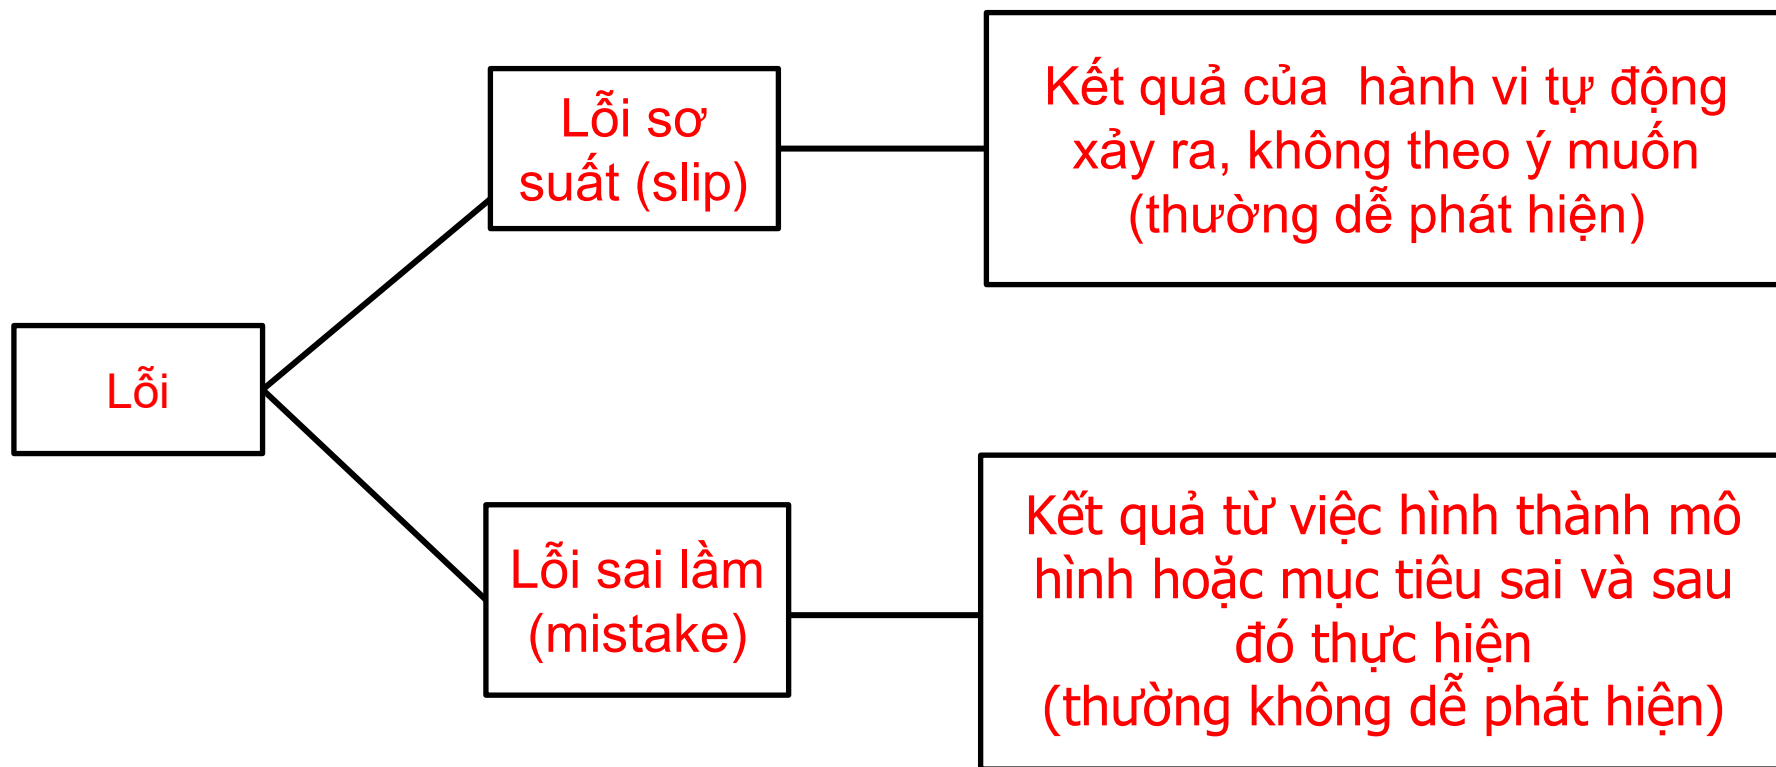 Lỗi
Lỗi sơ
suất (slip)
Kết quả của hành vi tự động
xảy ra, không theo ý muốn
(thường dễ phát hiện)
Lỗi sai lầm
(mistake)
Kết quả từ việc hình thành mô
hình hoặc mục tiêu sai và sau
đó thực hiện
(thường không dễ phát hiện)